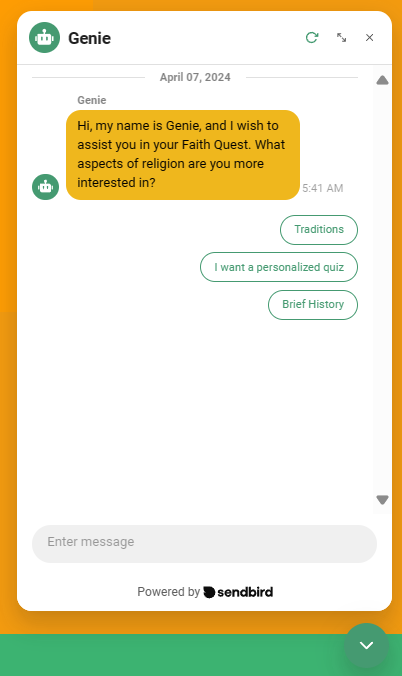 Genie
April 07, 2024
Genie
Hi, my name is Genie, and I wish to
assist you in your Faith Quest. What
aspects of religion are you more
interested in?
5:41 AM
Traditions
I want a personalized quiz
Brief History
Enter message
Powered by sendbird